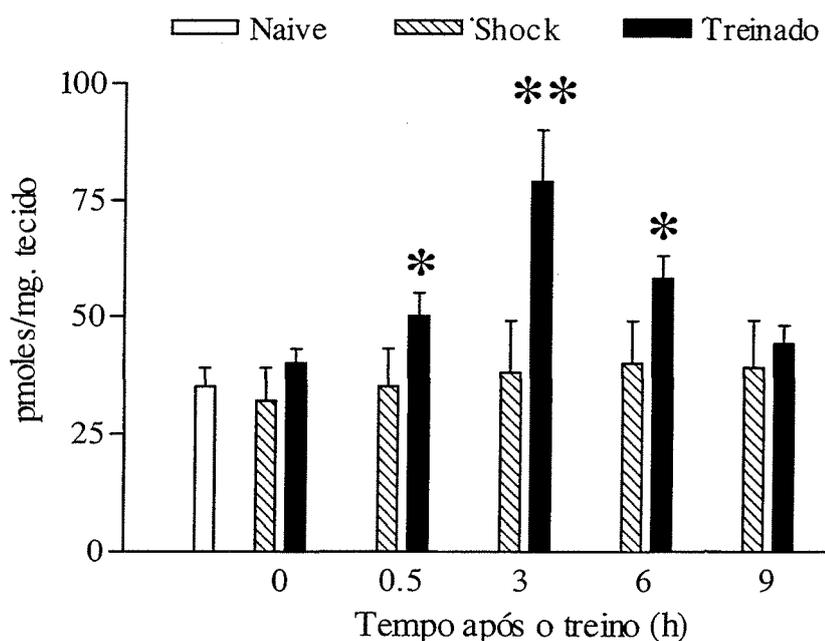 Naive Shock Treinado
100
**
75
*
*
pmoles/mg. tecido
50
25
0
0 0.5 3 6 9
Tempo após o treino (h)